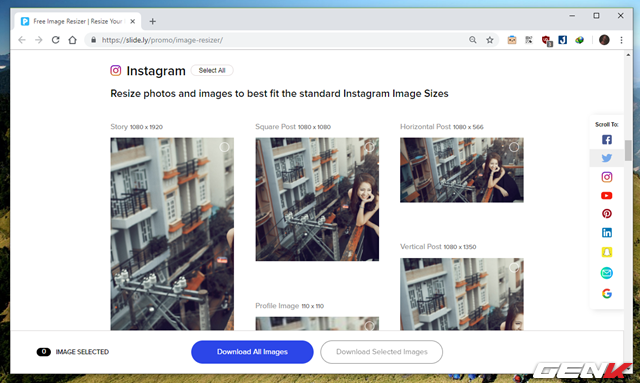 Free Image Resizer | Resize Your
https://slide.ly/promo/image-resizer/
Instagram
Select All
Resize photos and images to best fit the standard Instagram Image Sizes
Scroll To:
Story 1080 x 1920
Square Post 1080 x 1080
Horizontal Post 1080 x 566
Vertical Post 1080 x 1350
Profile Image 110 x 110
0 IMAGE SELECTED
Download All Images
Download Selected Images
GENK